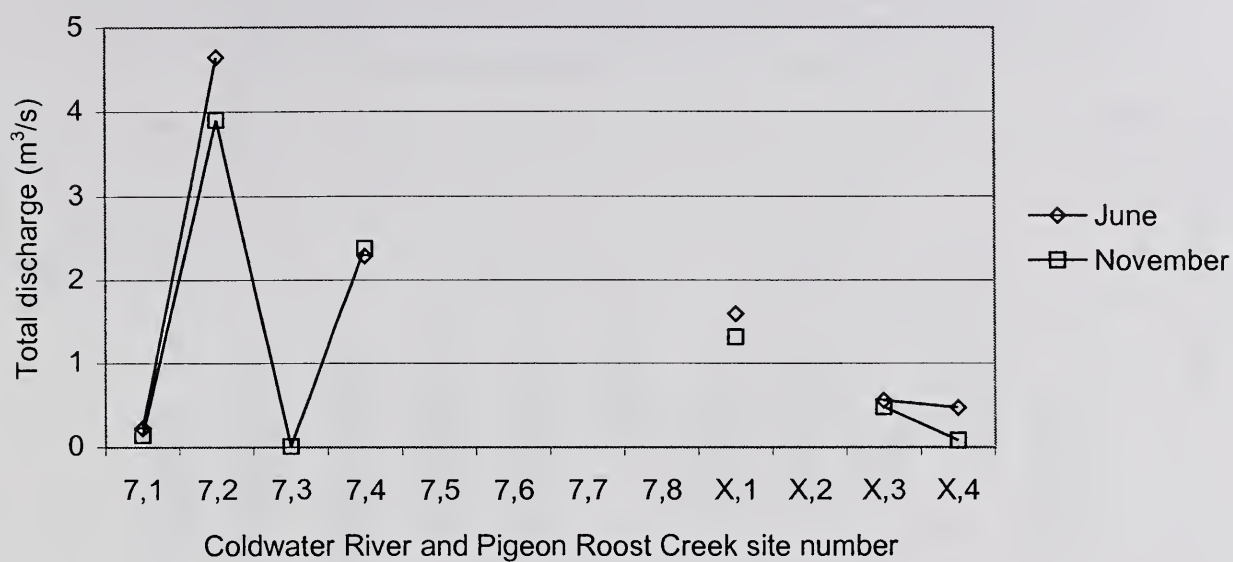 5
4
3
2
1
0
Total discharge (m³/s)
7,1 7,2 7,3 7,4 7,5 7,6 7,7 7,8 X,1 X,2 X,3 X,4
Coldwater River and Pigeon Roost Creek site number
June
November